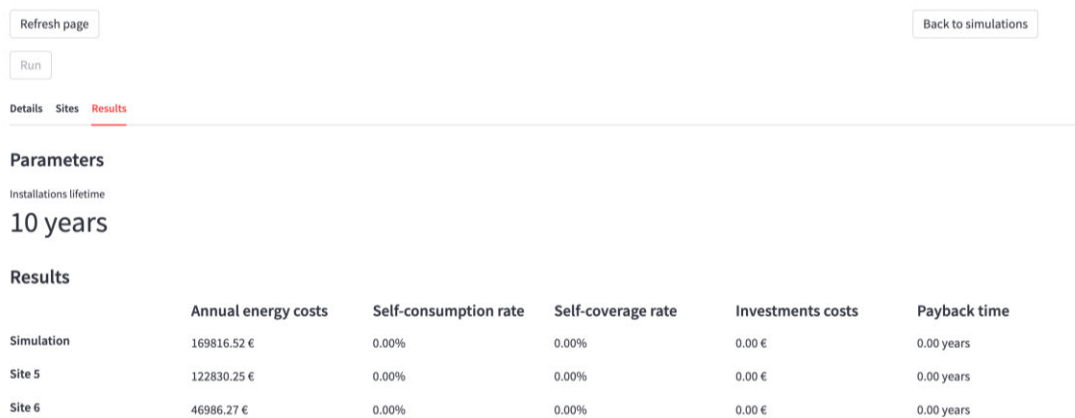 Refresh page
Back to simulations
Run
Details Sites Results
Parameters
Installations lifetime
10 years
Results
Annual energy costs Self-consumption rate Self-coverage rate Investments costs Payback time
Simulation 169816.52 € 0.00% 0.00% 0.00 € 0.00 years
Site 5 122830.25 € 0.00% 0.00% 0.00 € 0.00 years
Site 6 46986.27 € 0.00% 0.00% 0.00 € 0.00 years